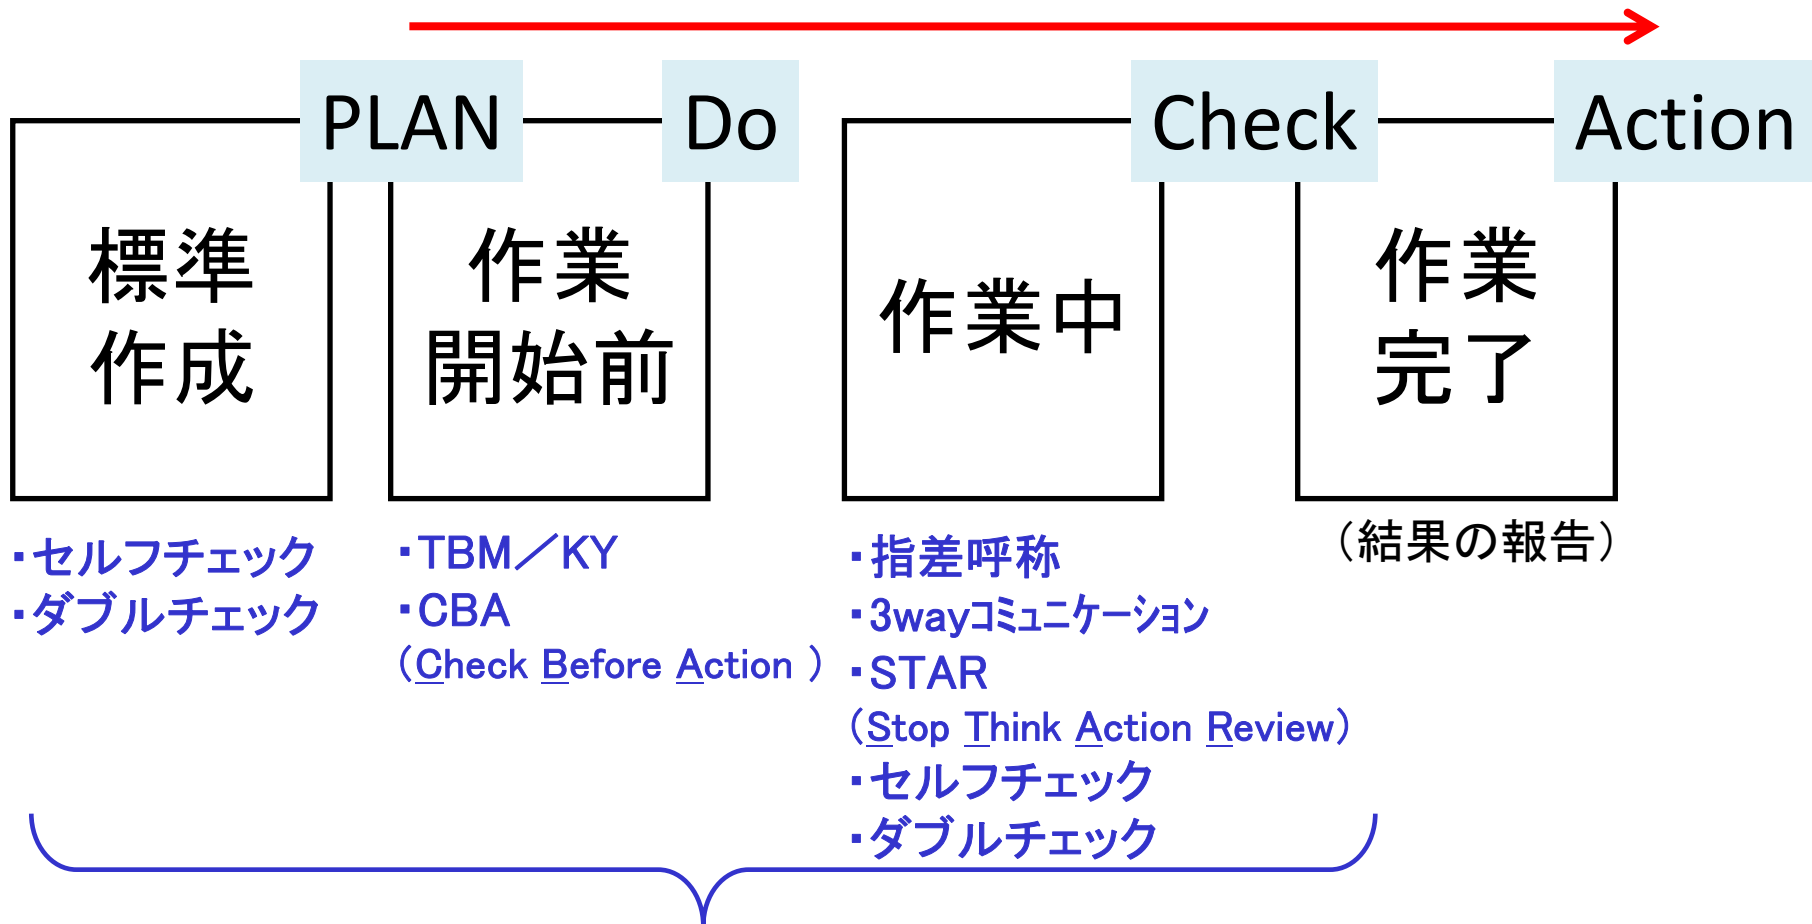 PLAN
Do
Check
Action
標準
作成
作業
開始前
作業中
作業
完了
・セルフチェック
・ダブルチェック
・TBM／KY
・CBA
（Check Before Action ）
・指差呼称
・3wayコミュニケーション
・STAR
（Stop Think Action Review）
・セルフチェック
・ダブルチェック
（結果の報告）